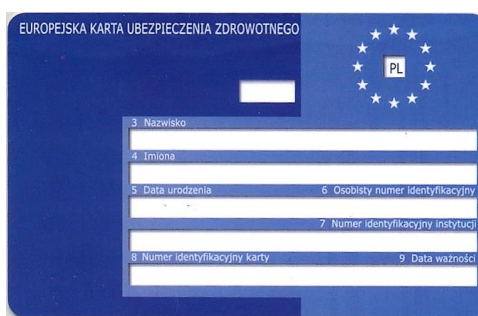 EUROPEJSKA KARTA UBEZPIECZENIA ZDROWOTNEGO
PL
3 Nazwisko
4 Imiona
5 Data urodzenia 6 Osobisty numer identyfikacyjny
7 Numer identyfikacyjny instytucji
8 Numer identyfikacyjny karty 9 Data ważności